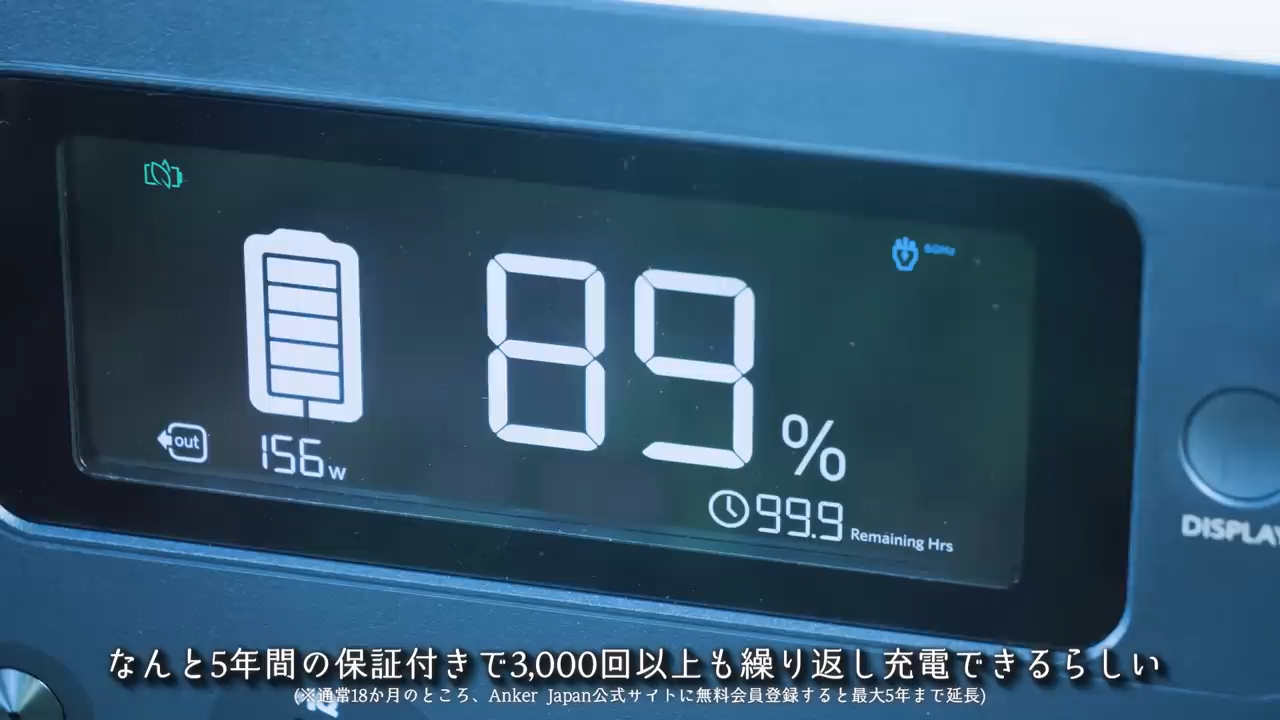 60Hz
89%
out
156w
99.9 Remaining Hrs
DISPLAY
なんと5年間の保証付きで3,000回以上も繰り返し充電できるらしい
(※通常18か月のところ、Anker Japan公式サイトに無料会員登録すると最大5年まで延長)